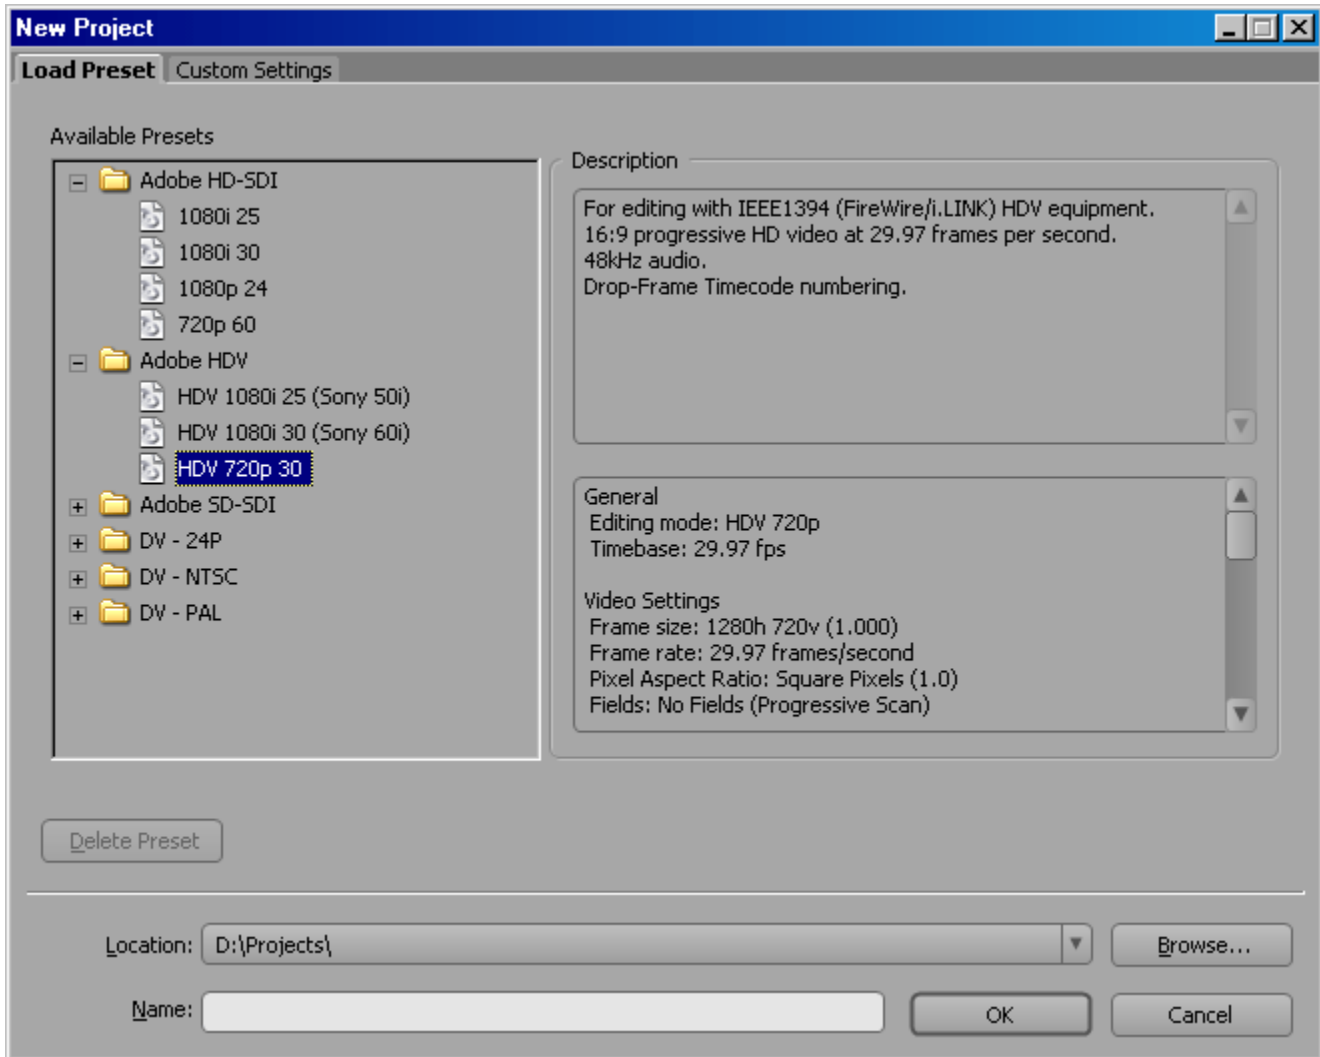 New Project
Load Preset
Custom Settings
Available Presets
Adobe HD-SDI
1080i 25
1080i 30
1080p 24
720p 60
Adobe HDV
HDV 1080i 25 (Sony 50i)
HDV 1080i 30 (Sony 60i)
HDV 720p 30
Adobe SD-SDI
DV - 24P
DV - NTSC
DV - PAL
Description
For editing with IEEE1394 (FireWire/i.LINK) HDV equipment.
16:9 progressive HD video at 29.97 frames per second.
48kHz audio.
Drop-Frame Timecode numbering.
General
Editing mode: HDV 720p
Timebase: 29.97 fps
Video Settings
Frame size: 1280h 720v (1.000)
Frame rate: 29.97 frames/second
Pixel Aspect Ratio: Square Pixels (1.0)
Fields: No Fields (Progressive Scan)
Delete Preset
Location: D:\Projects\
Browse...
Name:
OK
Cancel